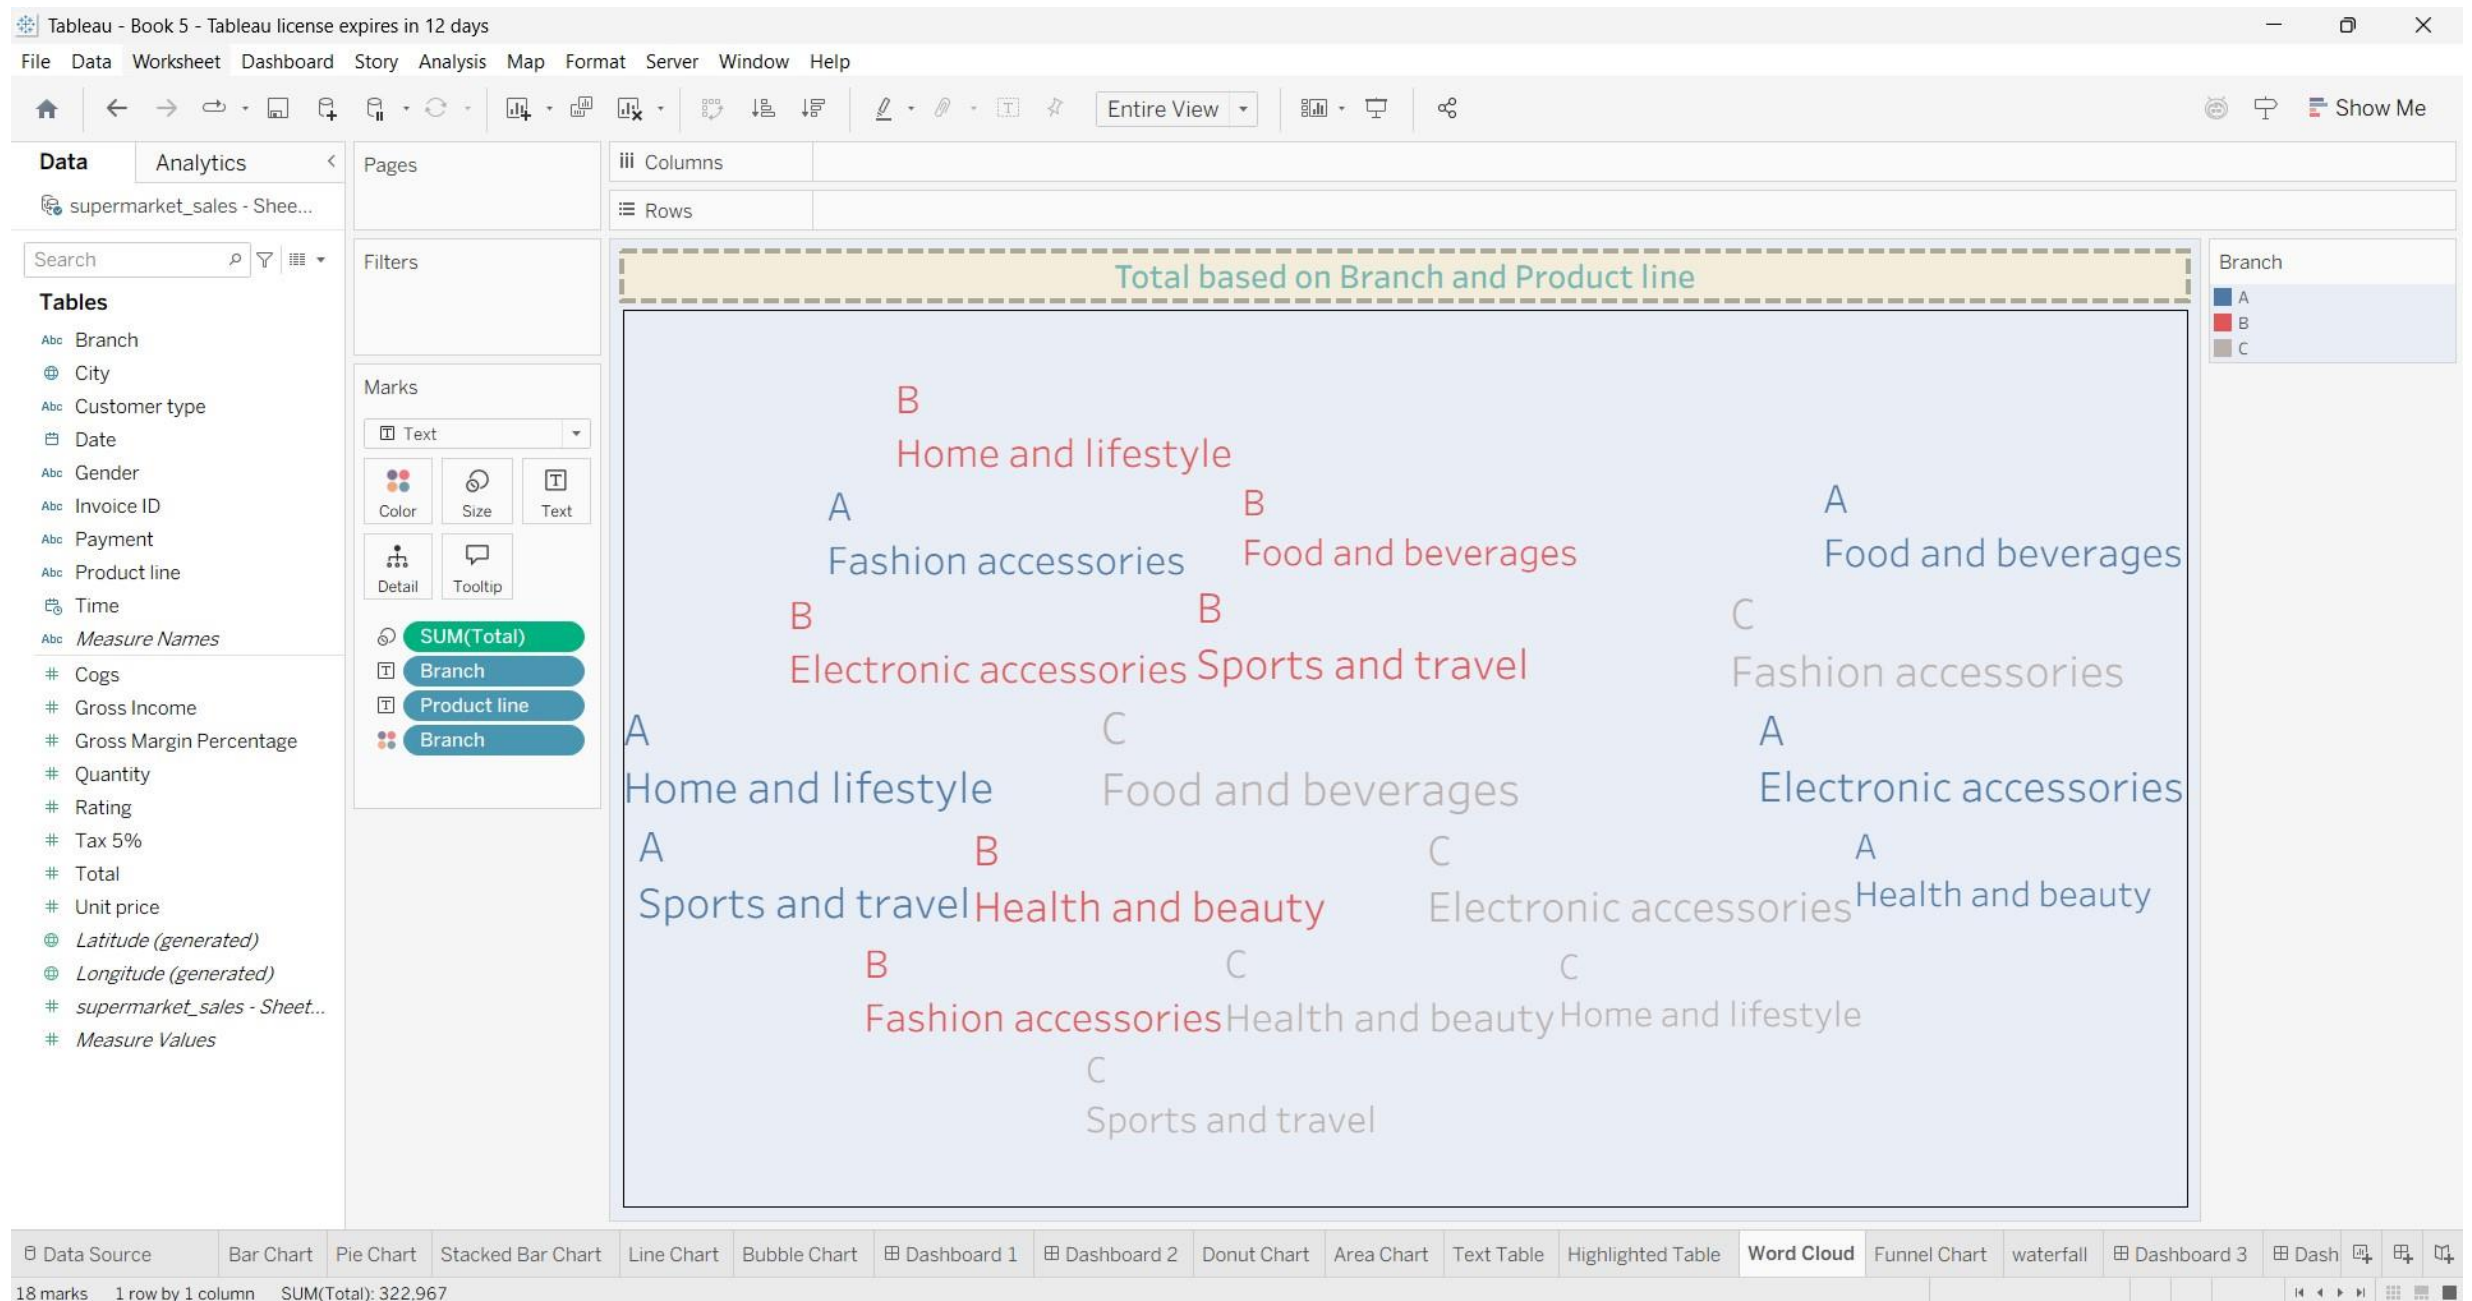 Tableau - Book 5 - Tableau license expires in 12 days
File Data Worksheet Dashboard Story Analysis Map Format Server Window Help
Entire View
Show Me
Data Analytics
supermarket_sales - Shee...
Search
Tables
Abc Branch
City
Abc Customer type
Date
Abc Gender
Abc Invoice ID
Abc Payment
Abc Product line
Time
Abc Measure Names
# Cogs
# Gross Income
# Gross Margin Percentage
# Quantity
# Rating
# Tax 5%
# Total
# Unit price
Latitude (generated)
Longitude (generated)
# supermarket_sales - Sheet...
# Measure Values
Pages
Filters
Marks
T Text
Color Size Text
Detail Tooltip
SUM(Total)
T Branch
T Product line
Branch
Columns
Rows
Total based on Branch and Product line
B
Home and lifestyle
A
Fashion accessories
B
Food and beverages
A
Food and beverages
B
Electronic accessories
B
Sports and travel
C
Fashion accessories
A
Home and lifestyle
C
Food and beverages
A
Electronic accessories
A
Sports and travel
B
Health and beauty
C
Electronic accessories
A
Health and beauty
B
Fashion accessories
C
Health and beauty
C
Home and lifestyle
C
Sports and travel
Branch
A
B
C
Data Source Bar Chart Pie Chart Stacked Bar Chart Line Chart Bubble Chart Dashboard 1 Dashboard 2 Donut Chart Area Chart Text Table Highlighted Table Word Cloud Funnel Chart waterfall Dashboard 3 Dash
18 marks 1 row by 1 column SUM(Total): 322,967